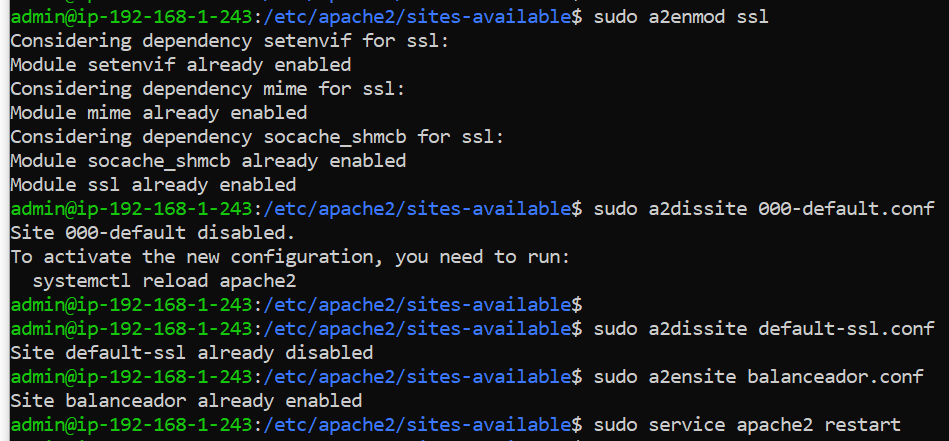 admin@ip-192-168-1-243:/etc/apache2/sites-available$ sudo a2enmod ssl
Considering dependency setenvif for ssl:
Module setenvif already enabled
Considering dependency mime for ssl:
Module mime already enabled
Considering dependency socache_shmcb for ssl:
Module socache_shmcb already enabled
Module ssl already enabled
admin@ip-192-168-1-243:/etc/apache2/sites-available$ sudo a2dissite 000-default.conf
Site 000-default disabled.
To activate the new configuration, you need to run:
  systemctl reload apache2
admin@ip-192-168-1-243:/etc/apache2/sites-available$
admin@ip-192-168-1-243:/etc/apache2/sites-available$ sudo a2dissite default-ssl.conf
Site default-ssl already disabled
admin@ip-192-168-1-243:/etc/apache2/sites-available$ sudo a2ensite balanceador.conf
Site balanceador already enabled
admin@ip-192-168-1-243:/etc/apache2/sites-available$ sudo service apache2 restart